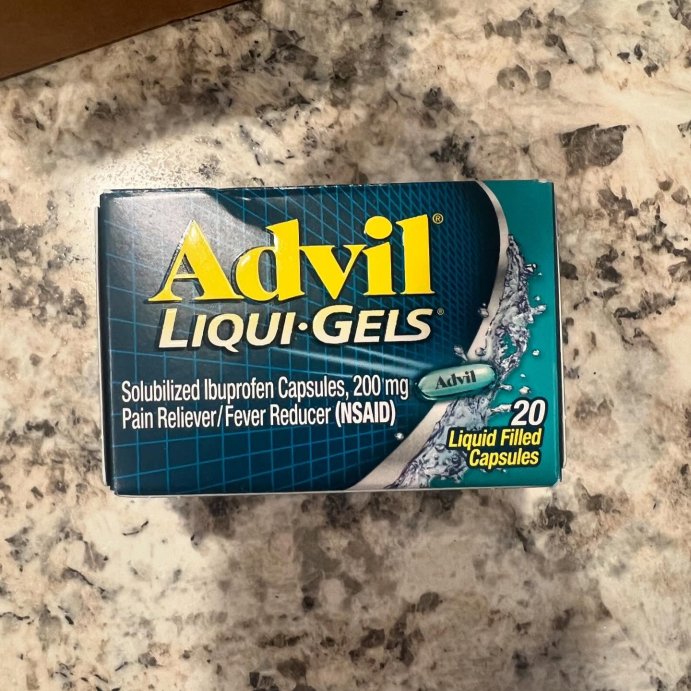 Advil®
LIQUI·GELS®
Solubilized Ibuprofen Capsules, 200 mg
Pain Reliever/Fever Reducer (NSAID)
Advil
20
Liquid Filled
Capsules